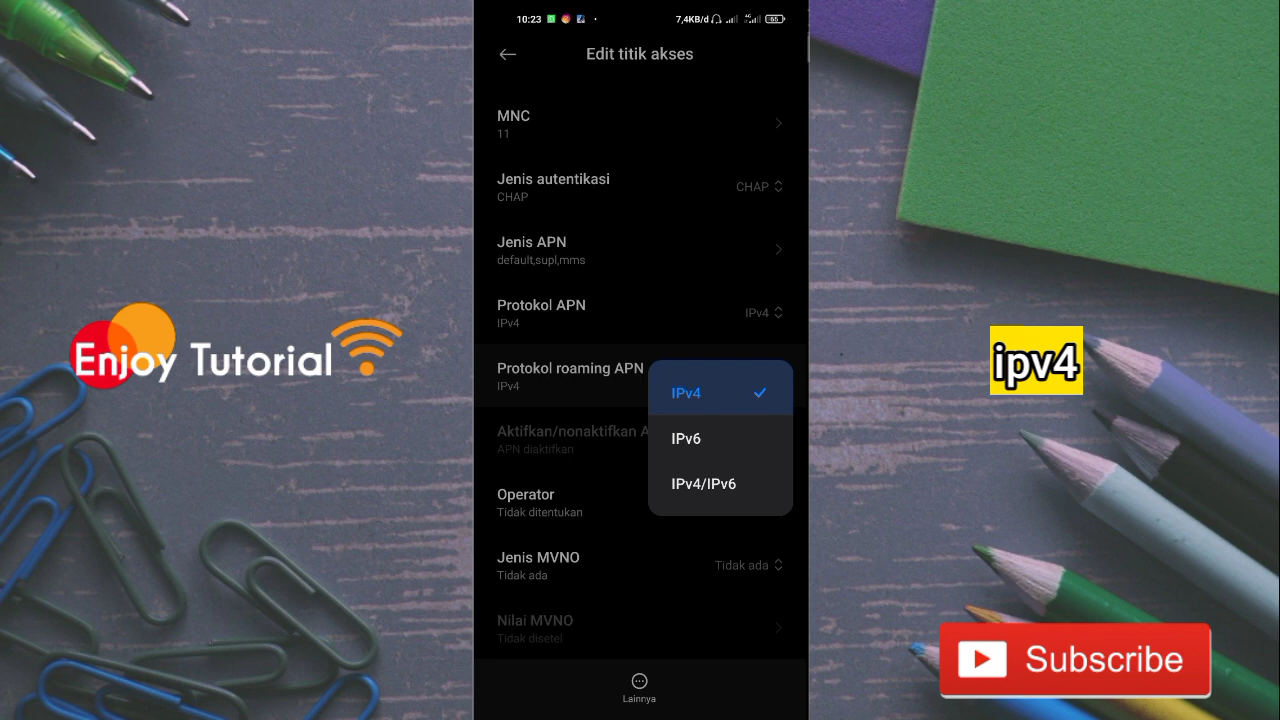 10:23
7,4KB/d
4G
65
Edit titik akses
MNC
11
Jenis autentikasi
CHAP
CHAP
Jenis APN
default,supl,mms
Protokol APN
IPv4
IPv4
Protokol roaming APN
IPv4
IPv4
IPv6
IPv4/IPv6
Aktifkan/nonaktifkan A
APN diaktifkan
Operator
Tidak ditentukan
Jenis MVNO
Tidak ada
Tidak ada
Nilai MVNO
Tidak disetel
Lainnya
Enjoy Tutorial
ipv4
Subscribe